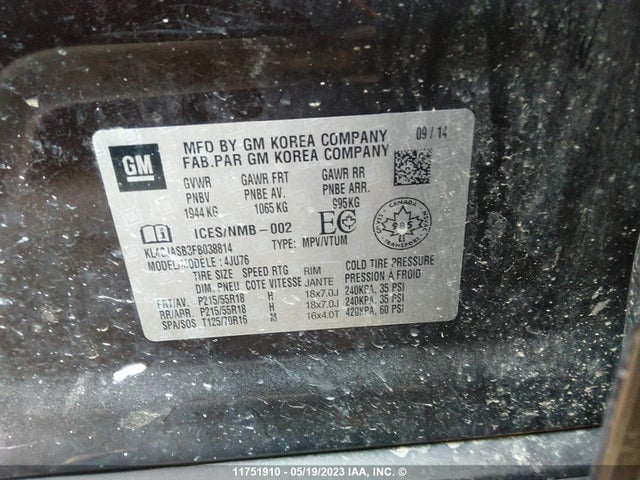 GM
MFD BY GM KOREA COMPANY
FAB.PAR GM KOREA COMPANY
09 / 14
GVWR GAWR FRT GAWR RR
PNBV PNBE AV. PNBE ARR.
1944 KG 1065 KG 995KG
ICES/NMB-002
EC
CANADA
985
KL4CJASB3FB038814 TYPE: MPV/VTUM
MODEL/MODÈLE: 4JU76
TIRE SIZE SPEED RTG RIM COLD TIRE PRESSURE
DIM. PNEU COTE VITESSE JANTE PRESSION À FROID
FRT/AV. P215/55R18 H 18x7.0J 240KPA, 35 PSI
RR/ARR. P215/55R18 H 18x7.0J 240KPA, 35 PSI
SPA/SOS T125/70R16 M 16x4.0T 420KPA, 60 PSI
11751910 - 05/19/2023 IAA, INC. ©